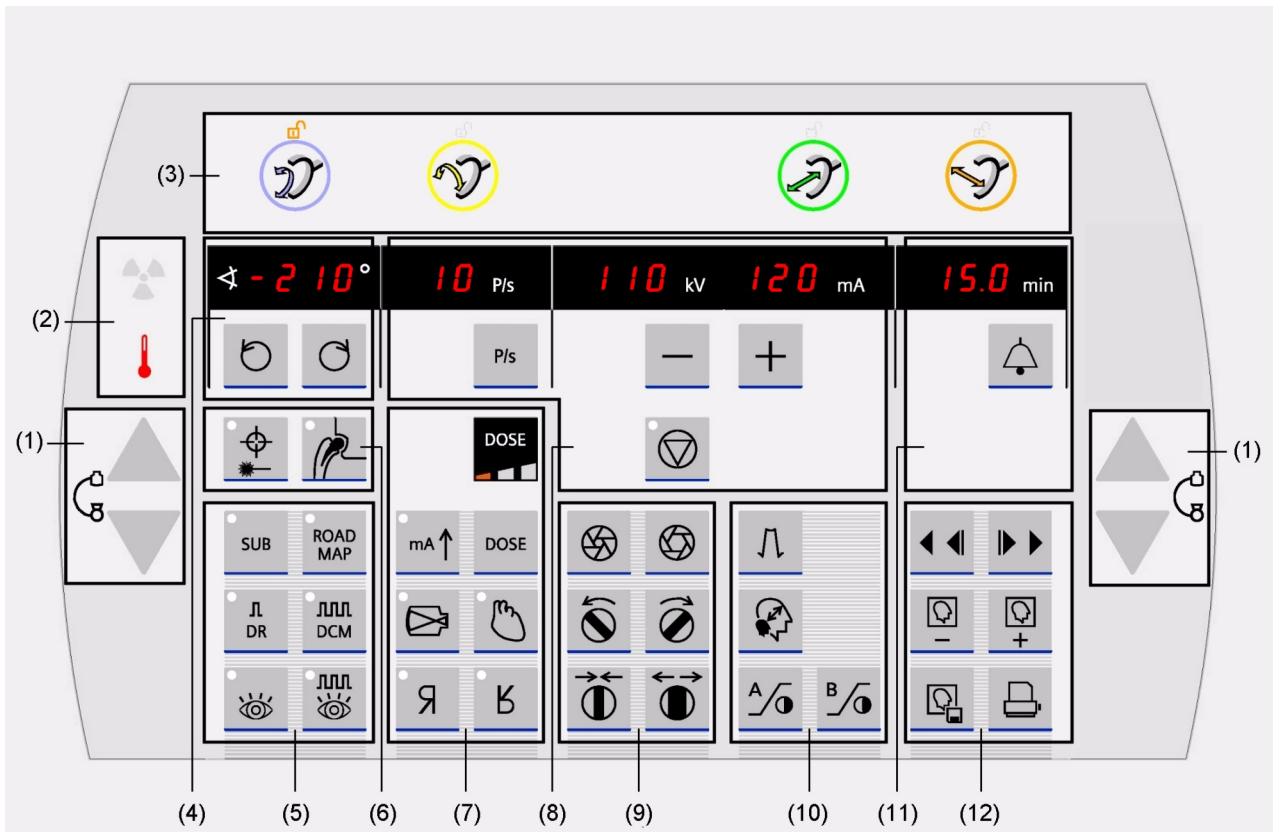 (3)
-210° 10 P/s 110 kV 120 mA 15.0 min
(2)
P/s − +
(1) DOSE (1)
SUB ROAD MAP mA↑ DOSE
DR DCM
− +
Я R
A B
(4) (5) (6) (7) (8) (9) (10) (11) (12)